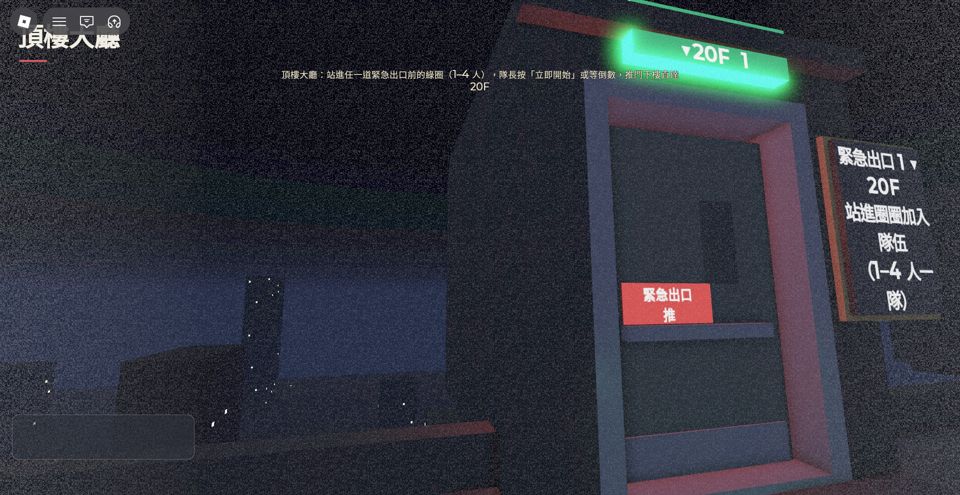 頂樓大廳
頂樓大廳：站進任一道緊急出口前的綠圈（1–4 人），隊長按「立即開始」或等倒數，推門下樓
20F
▼20F 1
緊急出口
推
緊急出口 1 ▼
20F
站進圈圈加入
隊伍
（1–4 人一
隊）